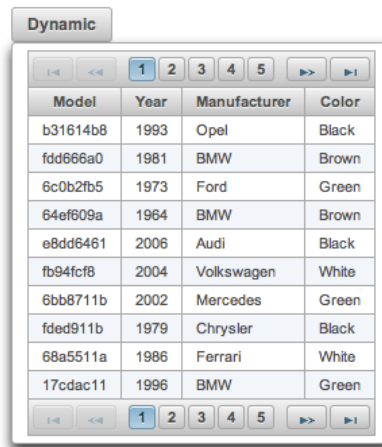 Dynamic
1 2 3 4 5
Model Year Manufacturer Color
b31614b8 1993 Opel Black
fdd666a0 1981 BMW Brown
6c0b2fb5 1973 Ford Green
64ef609a 1964 BMW Brown
e8dd6461 2006 Audi Black
fb94fcf8 2004 Volkswagen White
6bb8711b 2002 Mercedes Green
fded911b 1979 Chrysler Black
68a5511a 1986 Ferrari White
17cdac11 1996 BMW Green
1 2 3 4 5